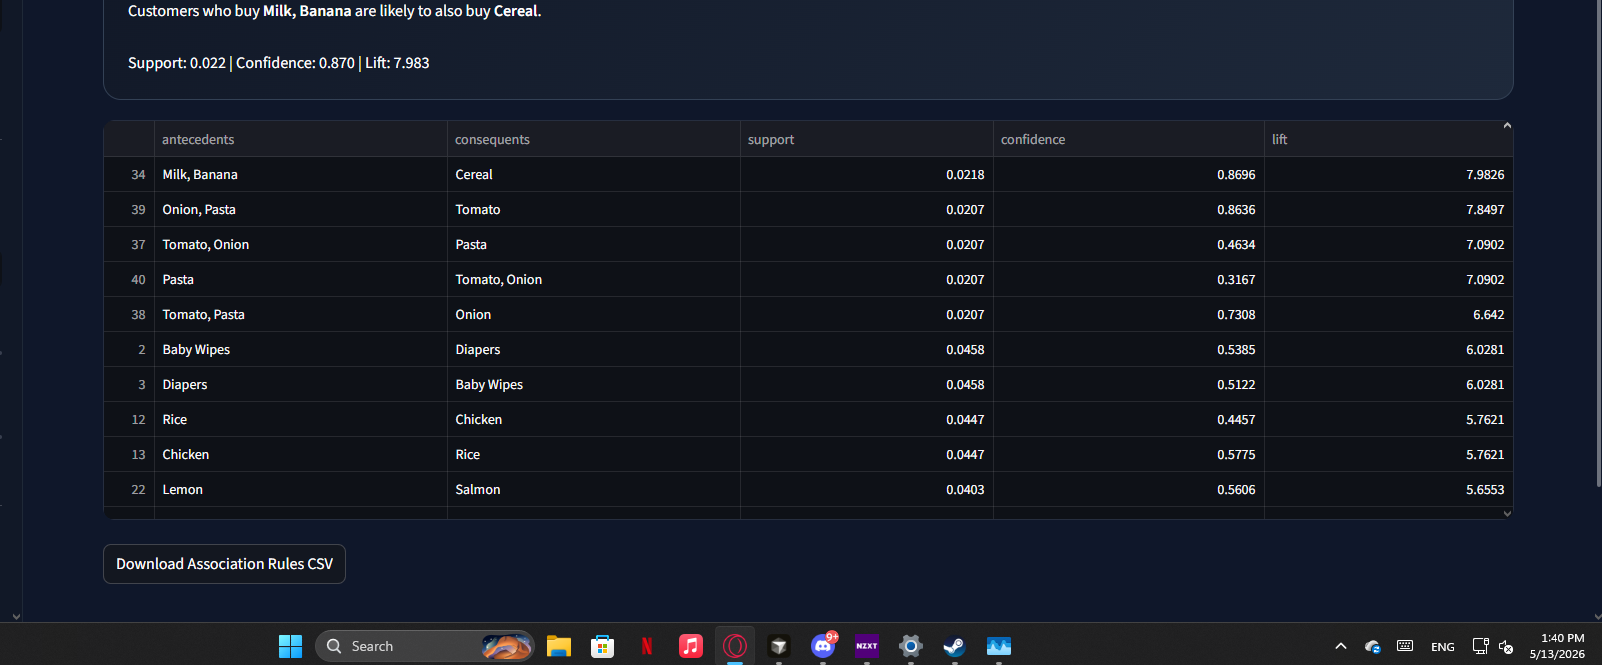 Customers who buy Milk, Banana are likely to also buy Cereal.
Support: 0.022 | Confidence: 0.870 | Lift: 7.983
antecedents consequents support confidence lift
34 Milk, Banana Cereal 0.0218 0.8696 7.9826
39 Onion, Pasta Tomato 0.0207 0.8636 7.8497
37 Tomato, Onion Pasta 0.0207 0.4634 7.0902
40 Pasta Tomato, Onion 0.0207 0.3167 7.0902
38 Tomato, Pasta Onion 0.0207 0.7308 6.642
2 Baby Wipes Diapers 0.0458 0.5385 6.0281
3 Diapers Baby Wipes 0.0458 0.5122 6.0281
12 Rice Chicken 0.0447 0.4457 5.7621
13 Chicken Rice 0.0447 0.5775 5.7621
22 Lemon Salmon 0.0403 0.5606 5.6553
Download Association Rules CSV
Search N 9+ NZXT ENG 1:40 PM
5/13/2026